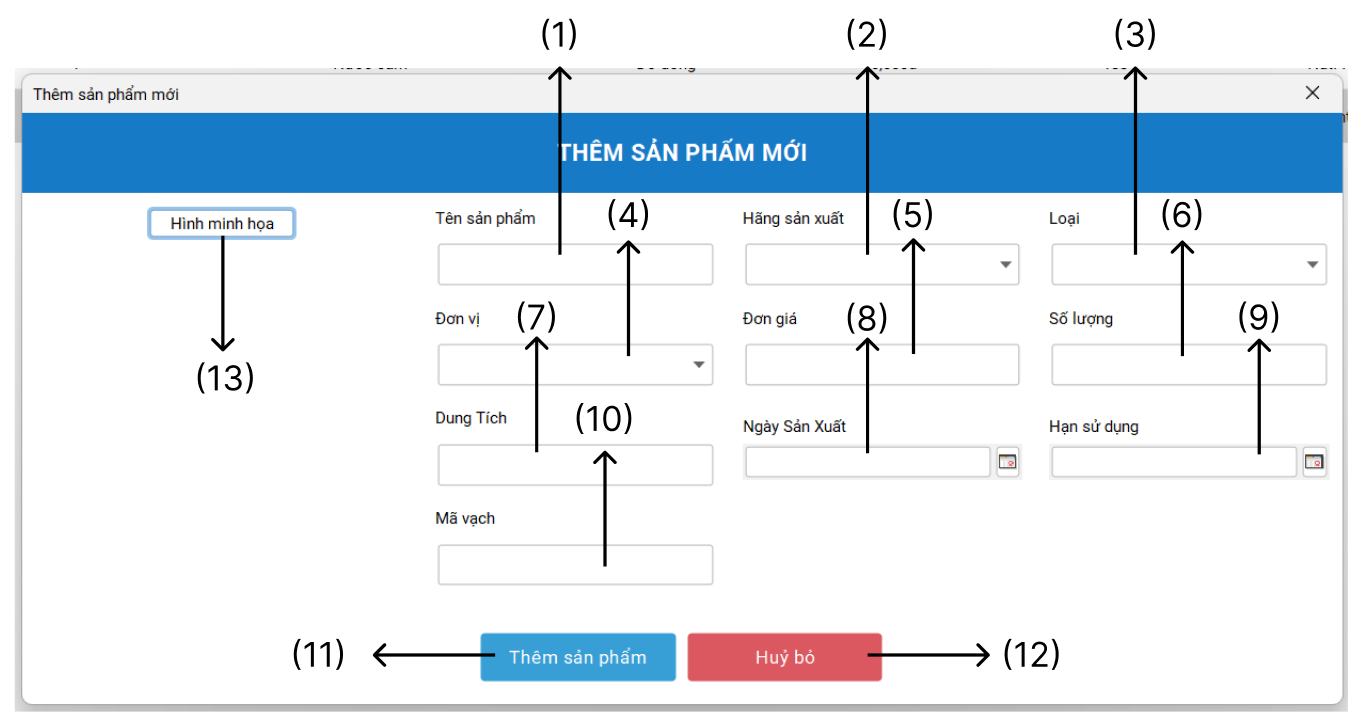 (1) (2) (3)
Thêm sản phẩm mới
THÊM SẢN PHẨM MỚI
Hình minh họa
Tên sản phẩm (4) Hãng sản xuất (5) Loại (6)
Đơn vị (7) Đơn giá (8) Số lượng (9)
(13)
Dung Tích (10) Ngày Sản Xuất Hạn sử dụng
Mã vạch
(11) Thêm sản phẩm Huỷ bỏ (12)